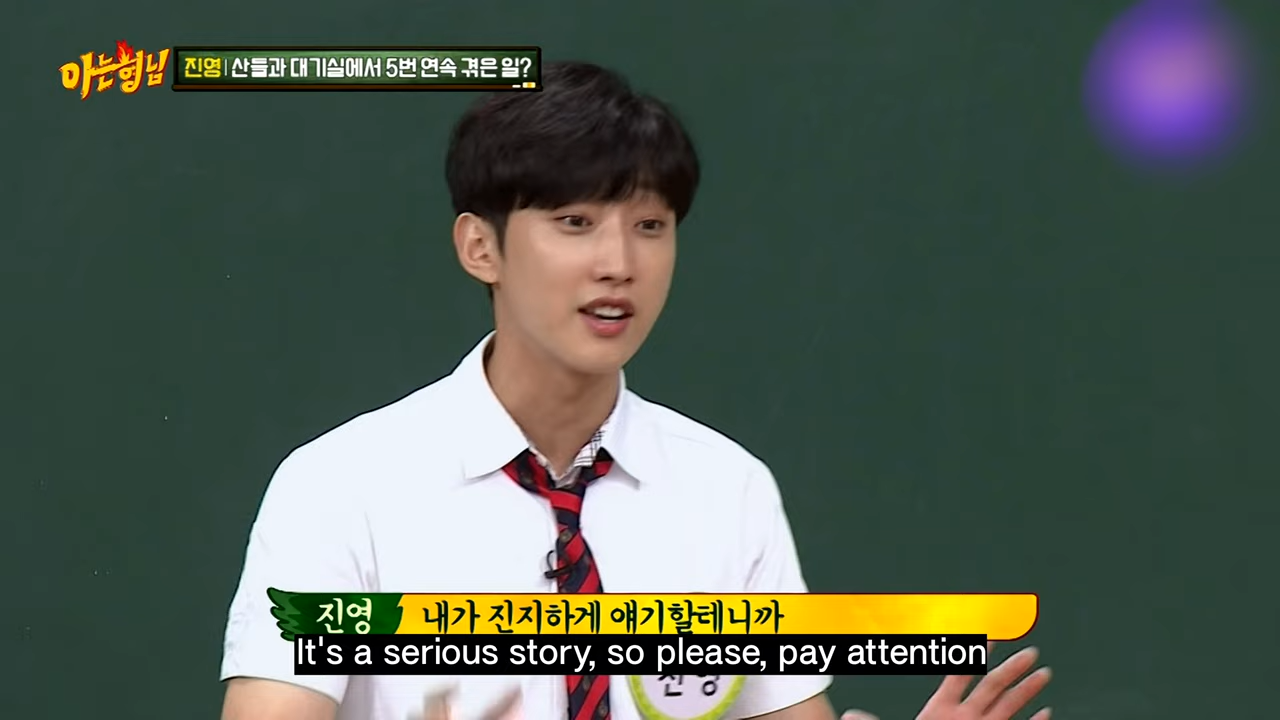 아는형님
진영 | 산들과 대기실에서 5번 연속 겪은 일?
진영 내가 진지하게 얘기할테니까
It's a serious story, so please, pay attention
진영